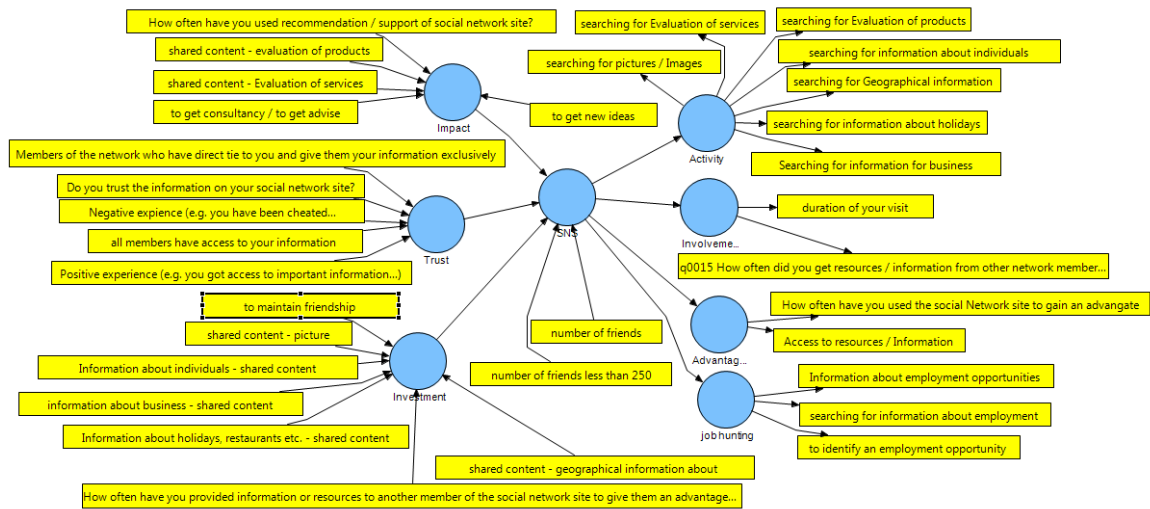 How often have you used recommendation / support of social network site?
shared content - evaluation of products
shared content - Evaluation of services
to get consultancy / to get advise
Impact
to get new ideas
searching for Evaluation of services
searching for pictures / Images
searching for Evaluation of products
searching for information about individuals
searching for Geographical information
searching for information about holidays
Searching for information for business
Activity
Members of the network who have direct tie to you and give them your information exclusively
Do you trust the information on your social network site?
Negative expience (e.g. you have been cheated...
all members have access to your information
Positive experience (e.g. you got access to important information...)
Trust
SNS
duration of your visit
Involveme...
q0015 How often did you get resources / information from other network member...
to maintain friendship
shared content - picture
Information about individuals - shared content
information about business - shared content
Information about holidays, restaurants etc. - shared content
Investment
number of friends
number of friends less than 250
How often have you used the social Network site to gain an advangate
Access to resources / Information
Advantag...
Information about employment opportunities
searching for information about employment
to identify an employment opportunity
job hunting
shared content - geographical information about
How often have you provided information or resources to another member of the social network site to give them an advantage...